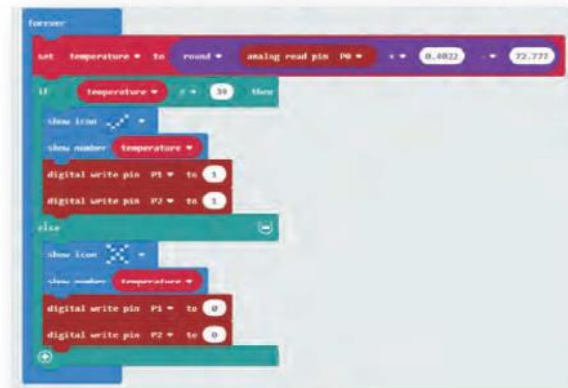 forever
set temperature to round analog read pin P0 × 0.4022 - 72.777
if temperature 30 then
show icon
show number temperature
digital write pin P1 to 1
digital write pin P2 to 1
else
show icon
show number temperature
digital write pin P1 to 0
digital write pin P2 to 0